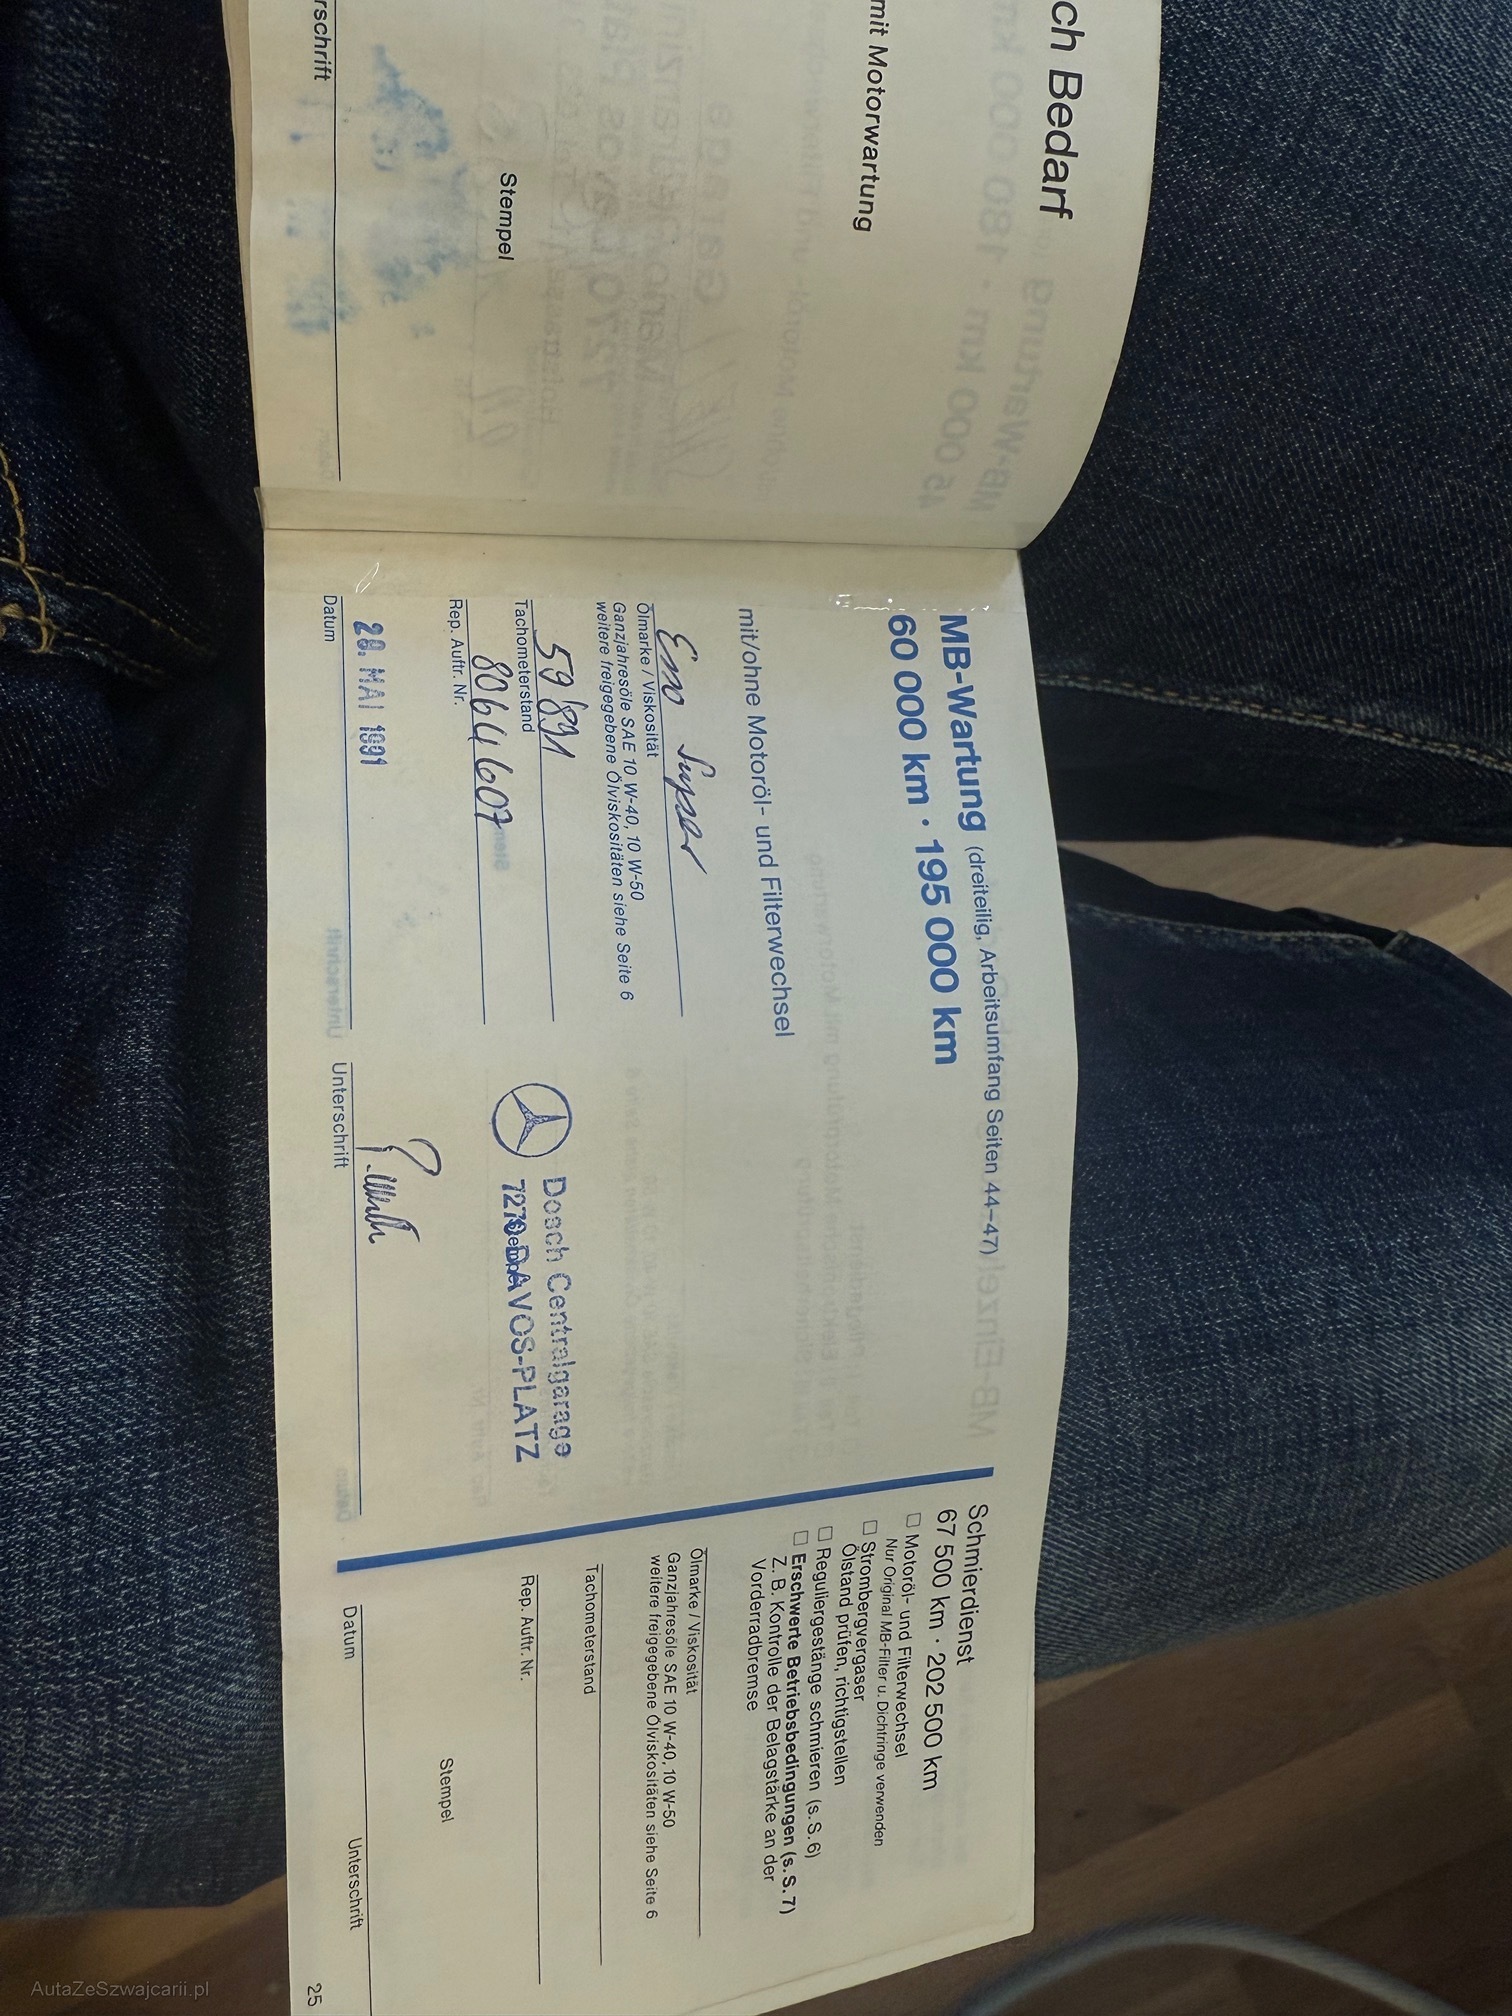 ch Bedarf
mit Motorwartung
Stempel
rschrift
MB-Wartung (dreiteilig, Arbeitsumfang Seiten 44–47)
60 000 km · 195 000 km
mit/ohne Motoröl- und Filterwechsel
Ölmarke / Viskosität
Ganzjahresöle SAE 10 W-40, 10 W-50
weitere freigegebene Ölviskositäten siehe Seite 6
59'891
Tachometerstand
8064607
Rep. Auftr. Nr.
Dosch Centralgarage
7270 DAVOS-PLATZ
Stempel
28. MAI 1991
Datum
Unterschrift
Schmierdienst
67 500 km · 202 500 km
☐ Motoröl- und Filterwechsel
Nur Original MB-Filter u. Dichtringe verwenden
☐ Strombergvergaser
Ölstand prüfen, richtigstellen
☐ Reguliergestänge schmieren (s. S. 6)
☐ Erschwerte Betriebsbedingungen (s. S. 7)
Z. B. Kontrolle der Belagstärke an der
Vorderradbremse
Ölmarke / Viskosität
Ganzjahresöle SAE 10 W-40, 10 W-50
weitere freigegebene Ölviskositäten siehe Seite 6
Tachometerstand
Rep. Auftr. Nr.
Stempel
Datum
Unterschrift
25
AutaZeSzwajcarii.pl